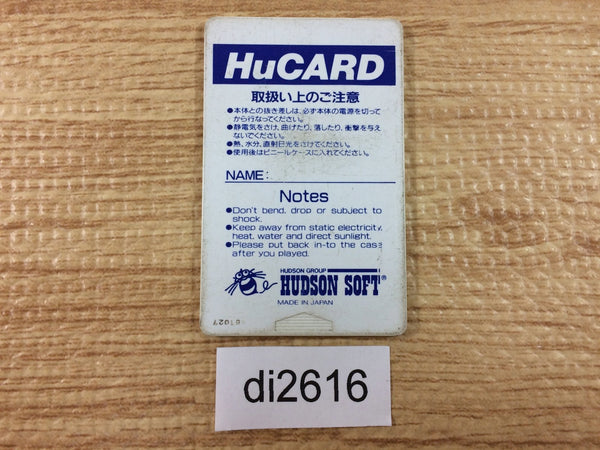 HuCARD
取扱い上のご注意
●本体との抜き差しは、必ず本体の電源を切って
から行なってください。
●静電気をさけ、曲げたり、落したり、衝撃を与え
ないでください。
●熱、水分、直射日光をさけてください。
●使用後はビニールケースに入れてください。
NAME:
Notes
●Don't bend, drop or subject to
shock.
●Keep away from static electricity,
heat, water and direct sunlight.
●Please put back in-to the case
after you played.
HUDSON GROUP
HUDSON SOFT®
MADE IN JAPAN
di2616